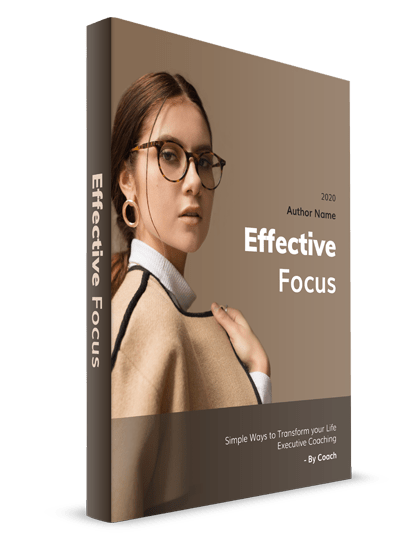 Effective Focus
2020
Author Name
Effective
Focus
Simple Ways to Transform your Life
Executive Coaching
- By Coach